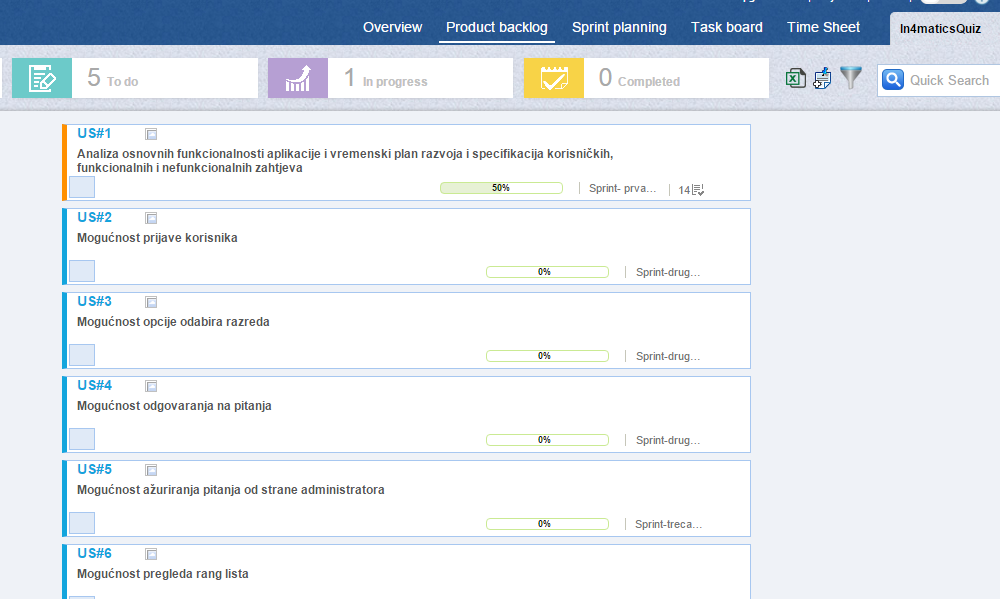 Overview Product backlog Sprint planning Task board Time Sheet In4maticsQuiz
5 To do 1 In progress 0 Completed Quick Search
US#1
Analiza osnovnih funkcionalnosti aplikacije i vremenski plan razvoja i specifikacija korisničkih,
funkcionalnih i nefunkcionalnih zahtjeva
50% Sprint- prva... 14
US#2
Mogućnost prijave korisnika
0% Sprint-drug...
US#3
Mogućnost opcije odabira razreda
0% Sprint-drug...
US#4
Mogućnost odgovaranja na pitanja
0% Sprint-drug...
US#5
Mogućnost ažuriranja pitanja od strane administratora
0% Sprint-treca...
US#6
Mogućnost pregleda rang lista